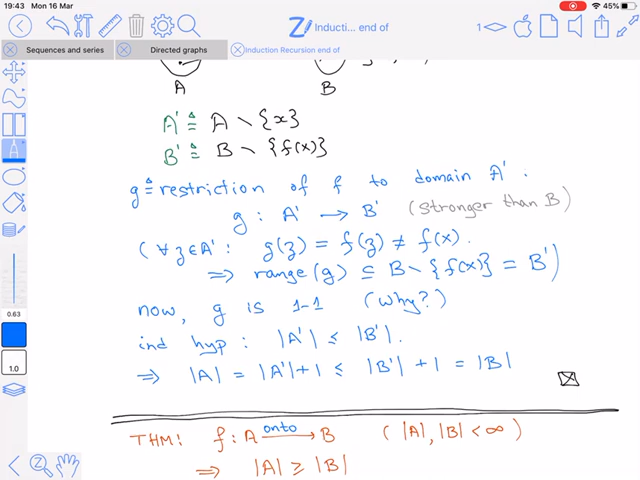 19:43 Mon 16 Mar
45%
Inducti... end of
1
Sequences and series
Directed graphs
Induction Recursion end of
A
B
A' ≜ A \ {x}
B' ≜ B \ {f(x)}
g ≜ restriction of f to domain A'.
g : A' → B' (stronger than B)
(∀z∈A': g(z) = f(z) ≠ f(x).
⇒ range(g) ⊆ B \ {f(x)} = B')
now, g is 1-1 (why?)
ind hyp: |A'| ≤ |B'|.
⇒ |A| = |A'|+1 ≤ |B'|+1 = |B|
0.63
1.0
THM: f: A onto→ B (|A|, |B| < ∞)
⇒ |A| ≥ |B|